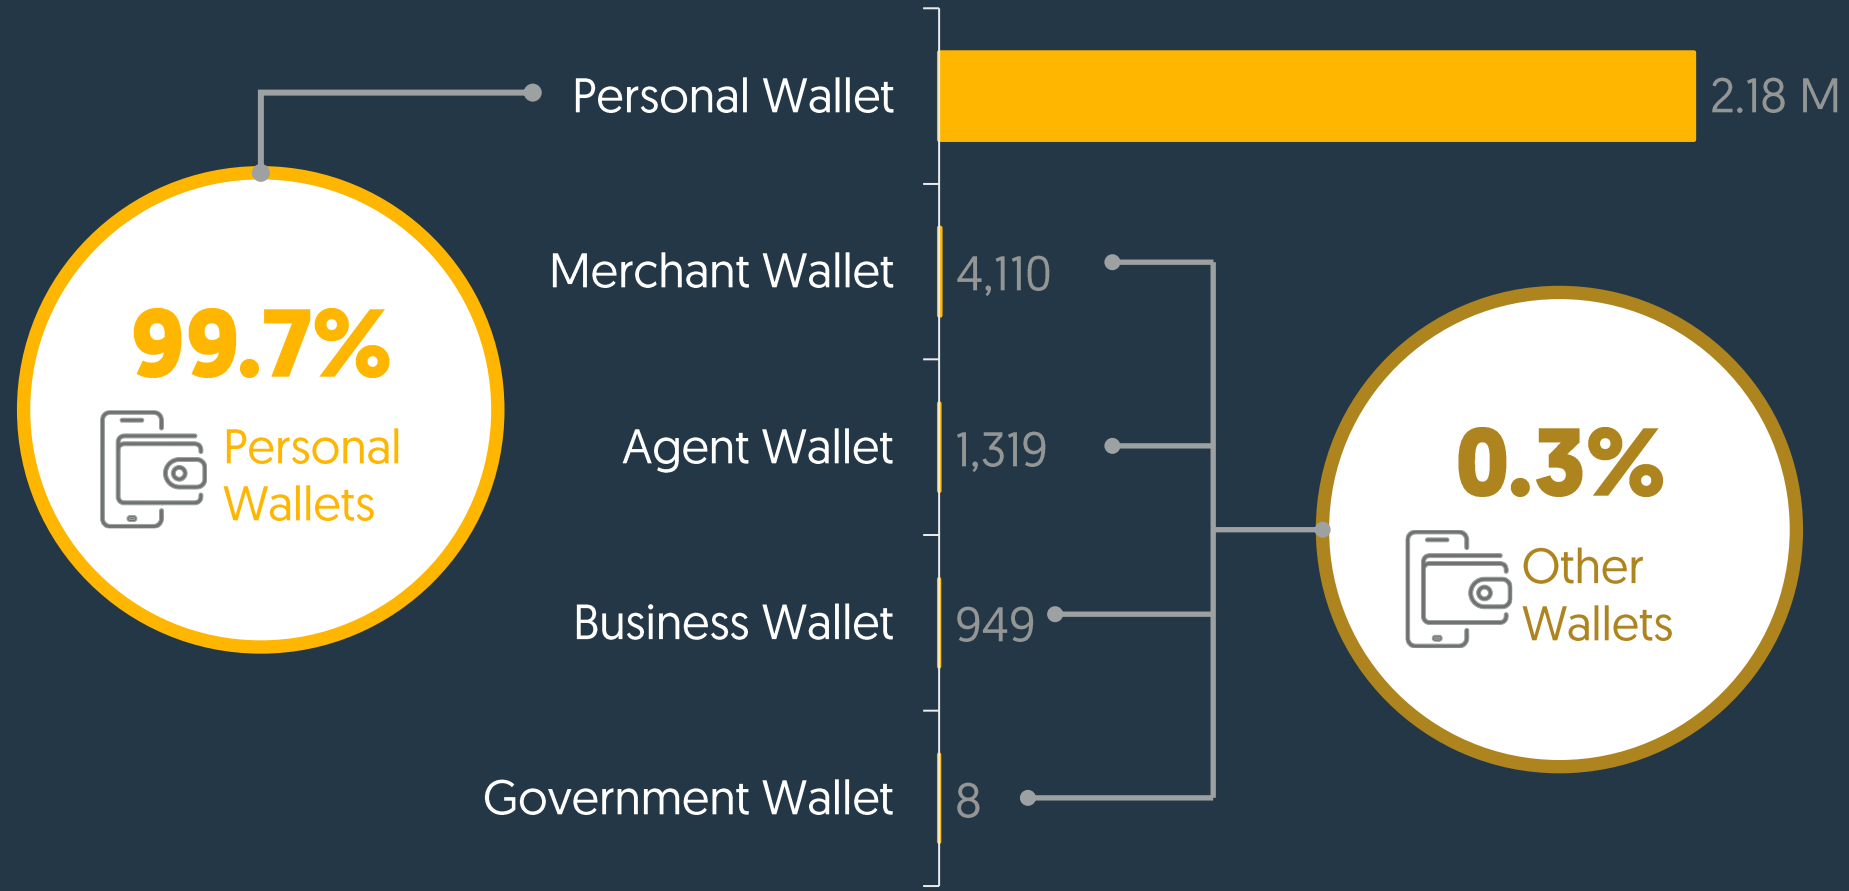 Personal Wallet 2.18 M
Merchant Wallet 4,110
99.7%
Personal
Wallets
Agent Wallet 1,319
0.3%
Other
Wallets
Business Wallet 949
Government Wallet 8